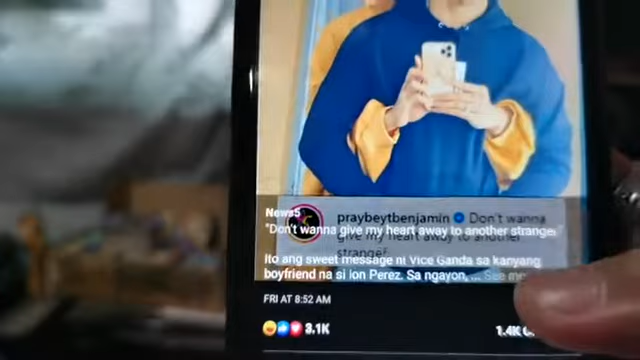 News5
praybeytbenjamin Don't wanna
give my heart away to another
stranger
"Don't wanna give my heart away to another stranger"
Ito ang sweet message ni Vice Ganda sa kanyang
boyfriend na si Ion Perez. Sa ngayon, ... See
FRI AT 8:52 AM
3.1K
1.4K